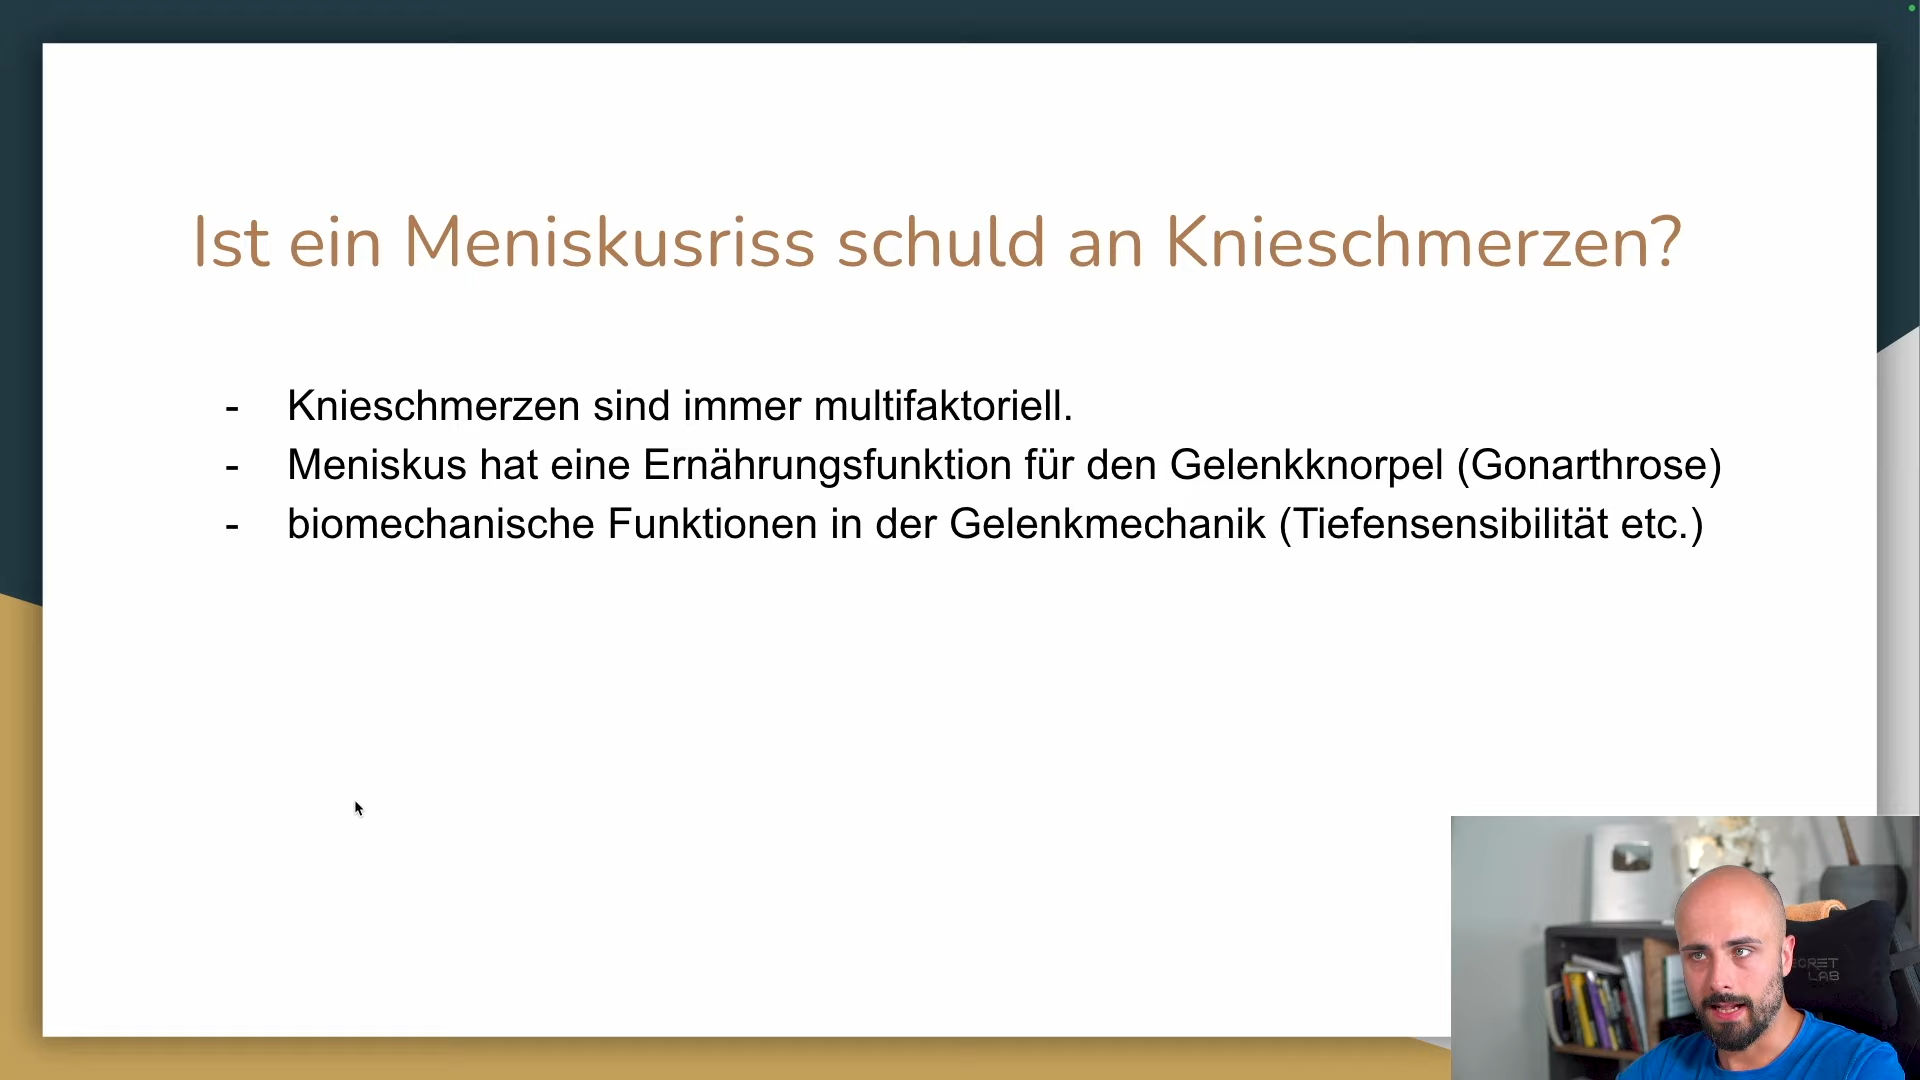 Ist ein Meniskusriss schuld an Knieschmerzen?
- Knieschmerzen sind immer multifaktoriell.
- Meniskus hat eine Ernährungsfunktion für den Gelenkknorpel (Gonarthrose)
- biomechanische Funktionen in der Gelenkmechanik (Tiefensensibilität etc.)
LAB